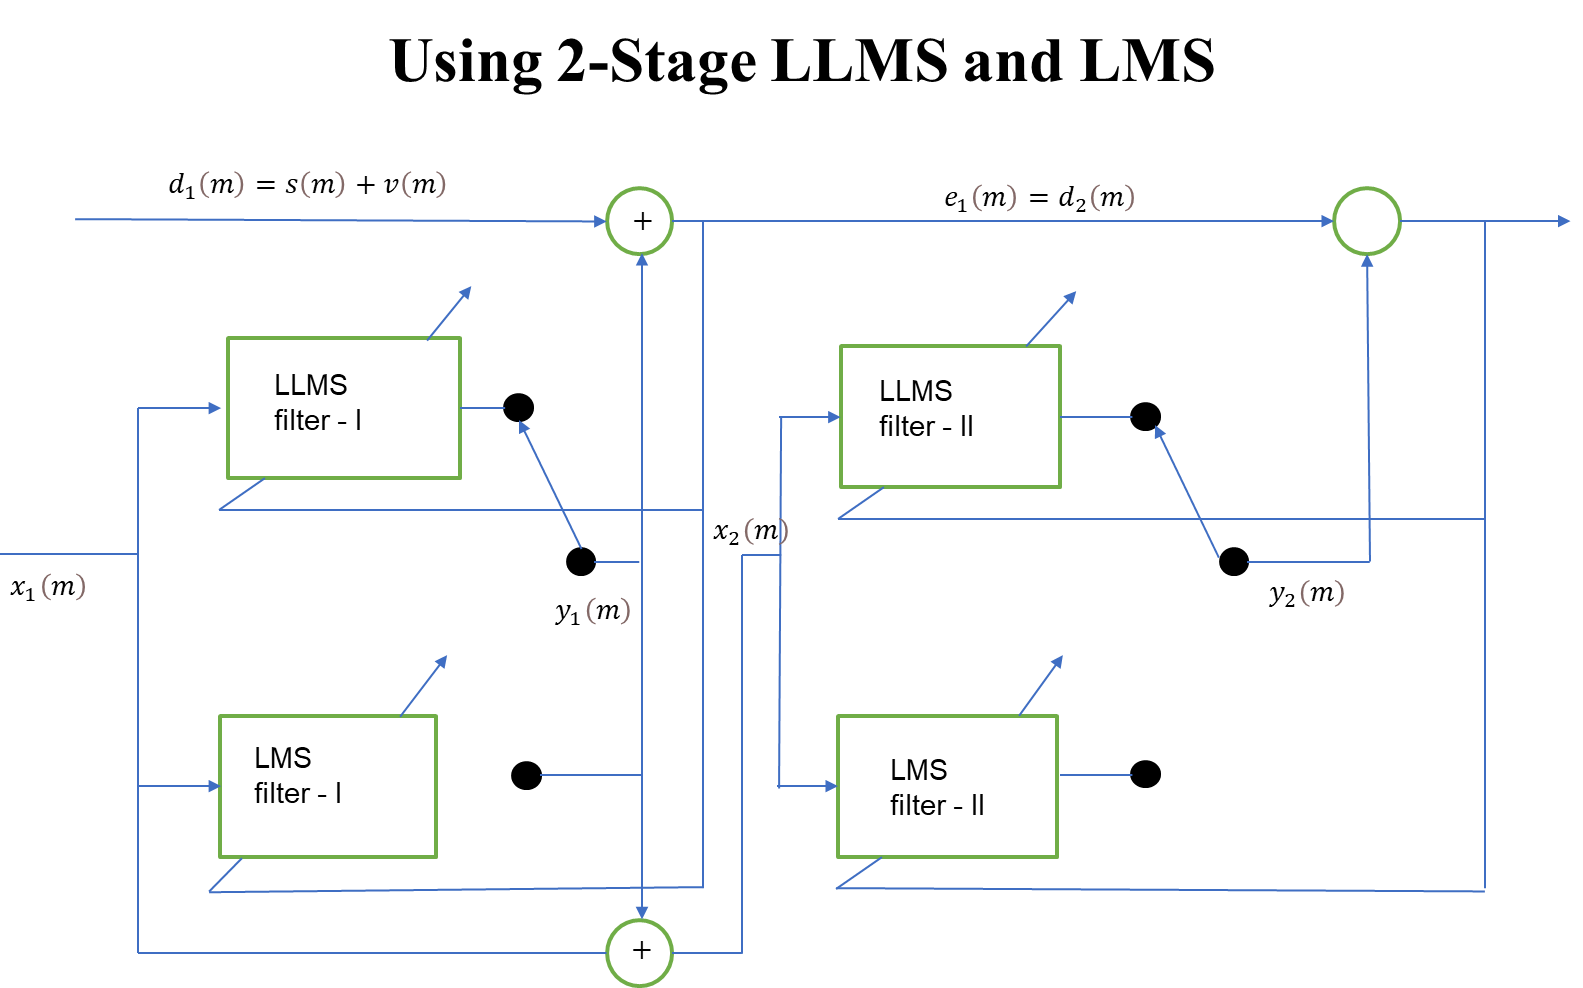 Using 2-Stage LLMS and LMS
d₁(m) = s(m) + v(m)
+
e₁(m) = d₂(m)
LLMS
filter - I
LLMS
filter - II
x₂(m)
x₁(m)
y₁(m)
y₂(m)
LMS
filter - I
LMS
filter - II
+